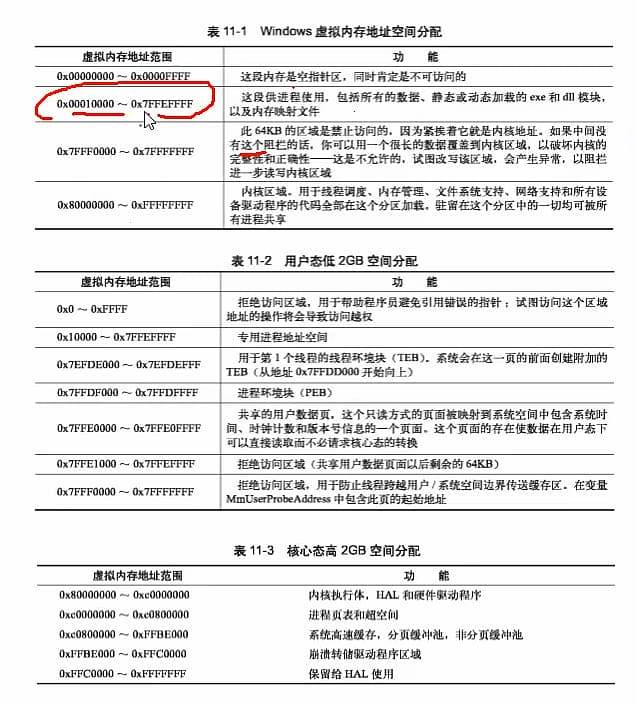 表 11-1 Windows 虚拟内存地址空间分配
虚拟内存地址范围 功 能
0x00000000 ~ 0x0000FFFF 这段内存是空指针区，同时肯定是不可访问的
0x00010000 ~ 0x7FFEFFFF 这段供进程使用，包括所有的数据、静态或动态加载的 exe 和 dll 模块，
以及内存映射文件
此 64KB 的区域是禁止访问的，因为紧挨着它就是内核地址。如果中间没
有这个阻拦的话，你可以用一个很长的数据覆盖到内核区域，以破坏内核的
0x7FFF0000 ~ 0x7FFFFFFF 完整性和正确性——这是不允许的，试图改写该区域，会产生异常，以阻拦
进一步读写内核区域
内核区域。用于线程调度、内存管理、文件系统支持、网络支持和所有设
0x80000000 ~ 0xFFFFFFFF 备驱动程序的代码全部在这个分区加载。驻留在这个分区中的一切均可被所
有进程共享
表 11-2 用户态低 2GB 空间分配
虚拟内存地址范围 功 能
拒绝访问区域，用于帮助程序员避免引用错误的指针；试图访问这个区域
0x0 ~ 0xFFFF 地址的操作将会导致访问越权
0x10000 ~ 0x7FFEFFFF 专用进程地址空间
用于第 1 个线程的线程环境块（TEB）。系统会在这一页的前面创建附加的
0x7EFDE000 ~ 0x7EFDEFFF TEB（从地址 0x7FFDD000 开始向上）
0x7FFDF000 ~ 0x7FFDFFFF 进程环境块（PEB）
共享的用户数据页，这个只读方式的页面被映射到系统空间中包含系统时
0x7FFE0000 ~ 0x7FFE0FFF 间、时钟计数和版本号信息的一个页面。这个页面的存在使数据在用户态下
可以直接读取而不必请求核心态的转换
0x7FFE1000 ~ 0x7FFEFFFF 拒绝访问区域（共享用户数据页面以后剩余的 64KB）
0x7FFF0000 ~ 0x7FFFFFFF 拒绝访问区域，用于防止线程跨越用户 / 系统空间边界传送缓存区。在变量
MmUserProbeAddress 中包含此页的起始地址
表 11-3 核心态高 2GB 空间分配
虚拟内存地址范围 功 能
0x80000000 ~ 0xc0000000 内核执行体，HAL 和硬件驱动程序
0xc0000000 ~ 0xc0800000 进程页表和超空间
0xc0800000 ~ 0xFFBE000 系统高速缓存，分页缓冲池，非分页缓冲池
0xFFBE000 ~ 0xFFC0000 崩溃转储驱动程序区域
0xFFC0000 ~ 0xFFFFFFF 保留给 HAL 使用